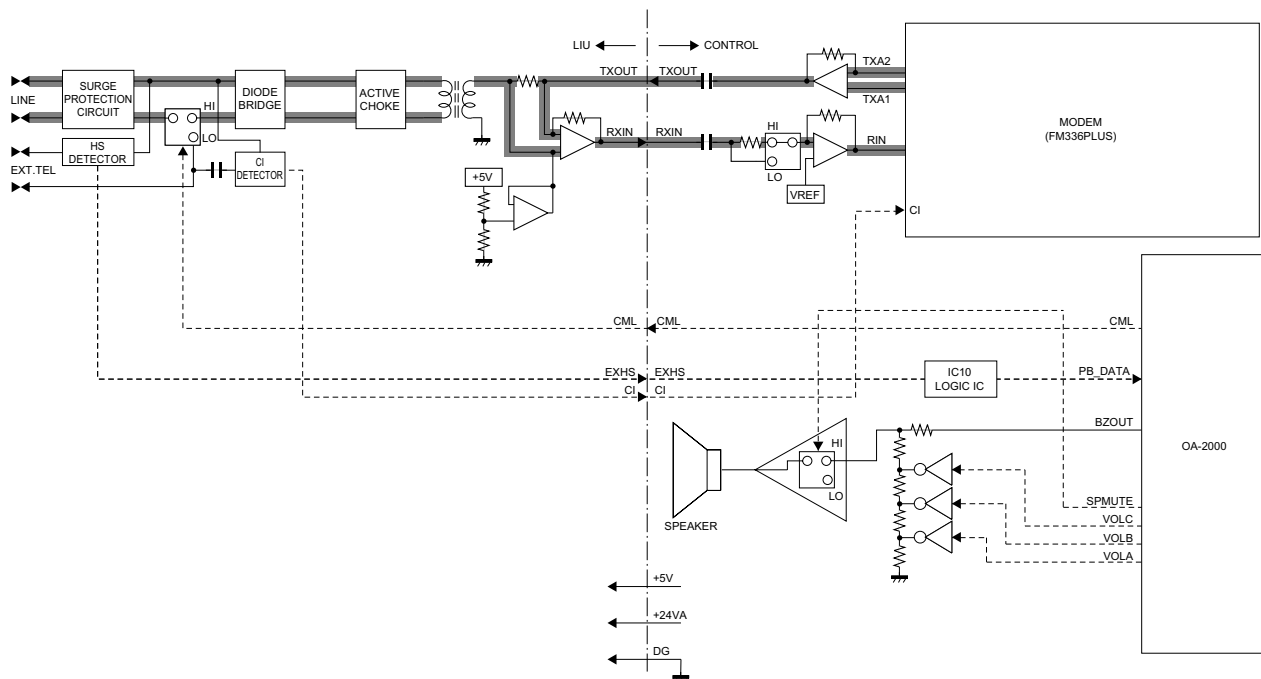 LIU
CONTROL
TXOUT
TXOUT
TXA2
TXA1
LINE
SURGE
PROTECTION
CIRCUIT
HI
LO
DIODE
BRIDGE
ACTIVE
CHOKE
MODEM
(FM336PLUS)
RXIN
RXIN
HI
LO
RIN
VREF
HS
DETECTOR
EXT.TEL
CI
DETECTOR
+5V
CI
CML
CML
CML
EXHS
EXHS
IC10
LOGIC IC
PB_DATA
CI
CI
BZOUT
HI
LO
OA-2000
SPEAKER
SPMUTE
VOLC
VOLB
VOLA
+5V
+24VA
DG